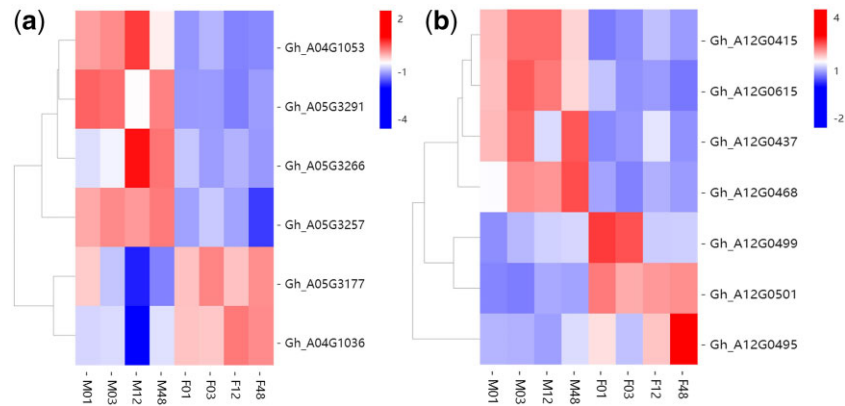 (a)
2
-1
-4
- Gh_A04G1053
- Gh_A05G3291
- Gh_A05G3266
- Gh_A05G3257
- Gh_A05G3177
- Gh_A04G1036
- M01
- M03
- M12
- M48
- F01
- F03
- F12
- F48
(b)
4
1
-2
- Gh_A12G0415
- Gh_A12G0615
- Gh_A12G0437
- Gh_A12G0468
- Gh_A12G0499
- Gh_A12G0501
- Gh_A12G0495
- M01
- M03
- M12
- M48
- F01
- F03
- F12
- F48